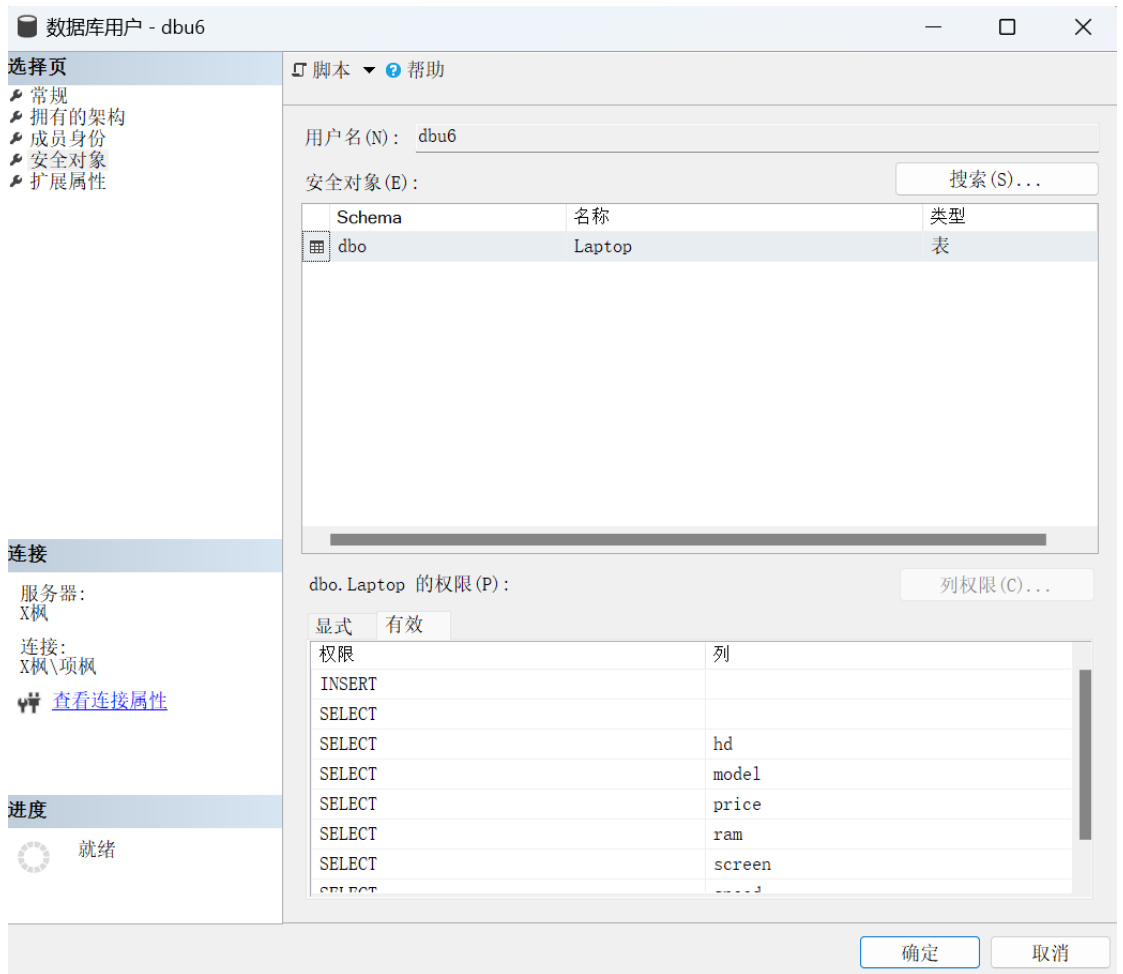 数据库用户 - dbu6
选择页
常规
拥有的架构
成员身份
安全对象
扩展属性
脚本 帮助
用户名(N): dbu6
安全对象(E):
搜索(S)...
Schema 名称 类型
dbo Laptop 表
连接
服务器:
X枫
连接:
X枫\项枫
查看连接属性
进度
就绪
dbo.Laptop 的权限(P):
列权限(C)...
显式 有效
权限 列
INSERT
SELECT
SELECT hd
SELECT model
SELECT price
SELECT ram
SELECT screen
SELECT speed
确定 取消